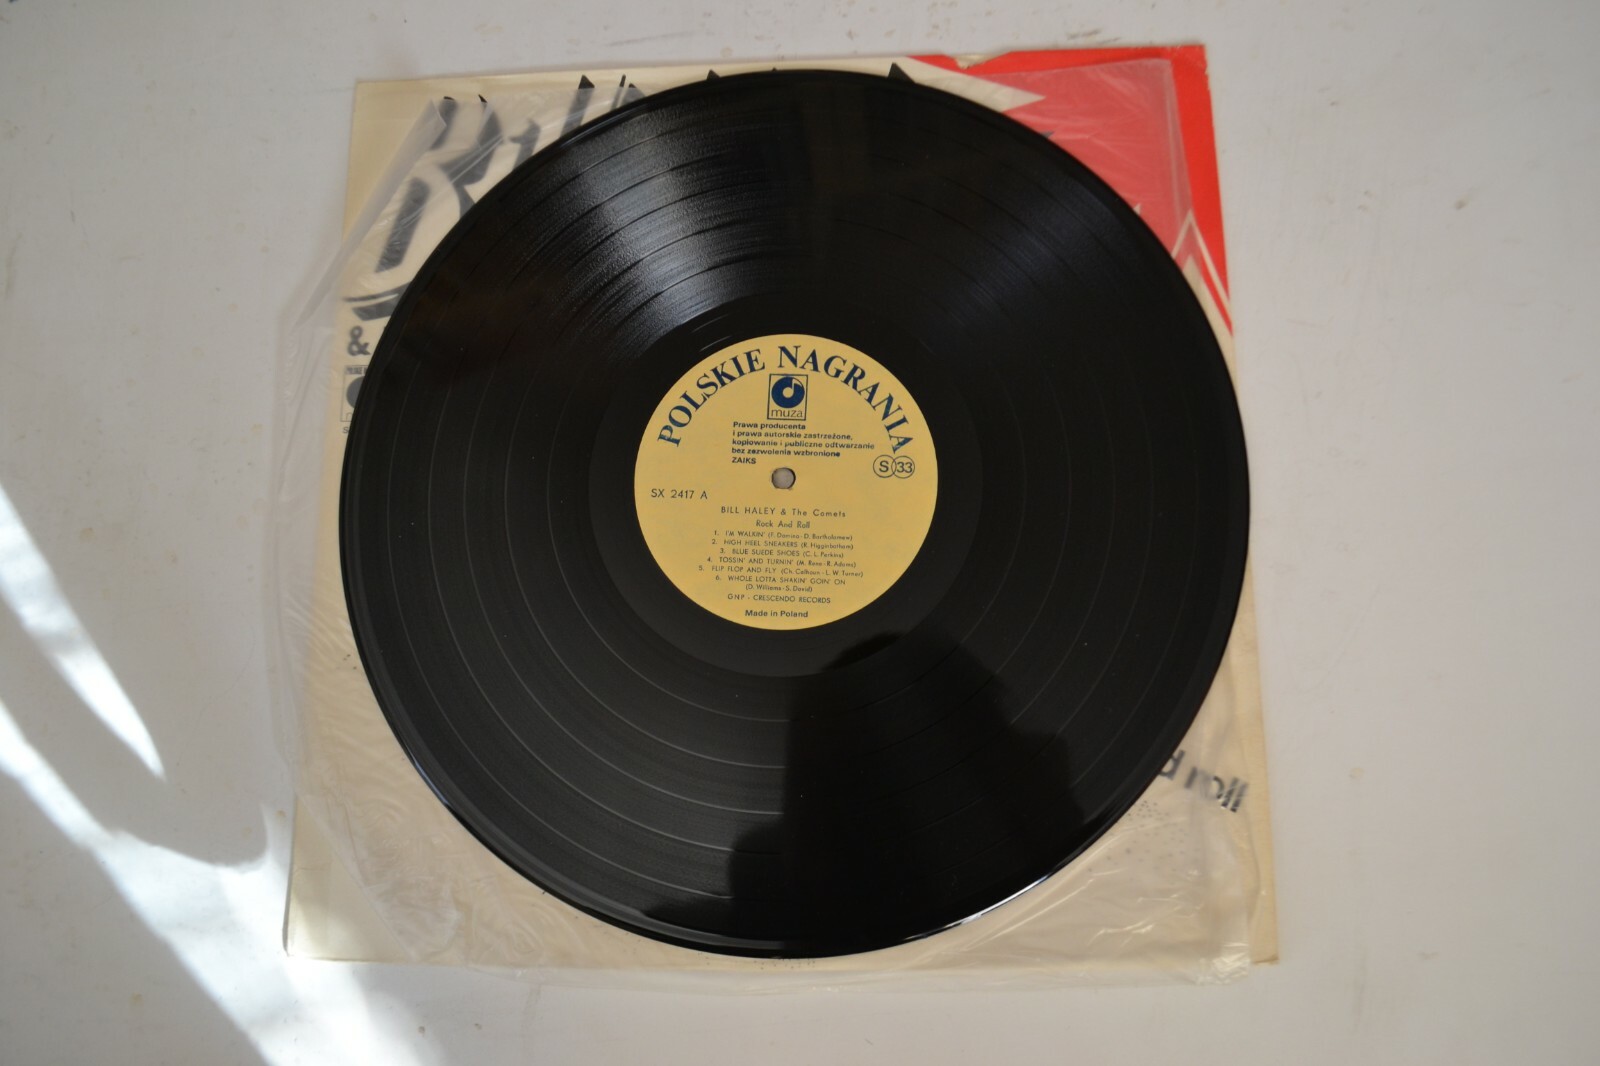 Bill
&
POLSKIE NAGRANIA
muza
Prawa producenta
i prawa autorskie zastrzeżone,
kopiowanie i publiczne odtwarzanie
bez zezwolenia wzbronione
ZAIKS
S 33
SX 2417 A
BILL HALEY & The Comets
Rock And Roll
1. I'M WALKIN' (F. Domino - D. Bartholomew)
2. HIGH HEEL SNEAKERS (R. Higginbotham)
3. BLUE SUEDE SHOES (C. L. Perkins)
4. TOSSIN' AND TURNIN' (M. Rene - R. Adams)
5. FLIP FLOP AND FLY (Ch. Calhoun - L. W. Turner)
6. WHOLE LOTTA SHAKIN' GOIN' ON
(D. Williams - S. David)
GNP - CRESCENDO RECORDS
Made in Poland